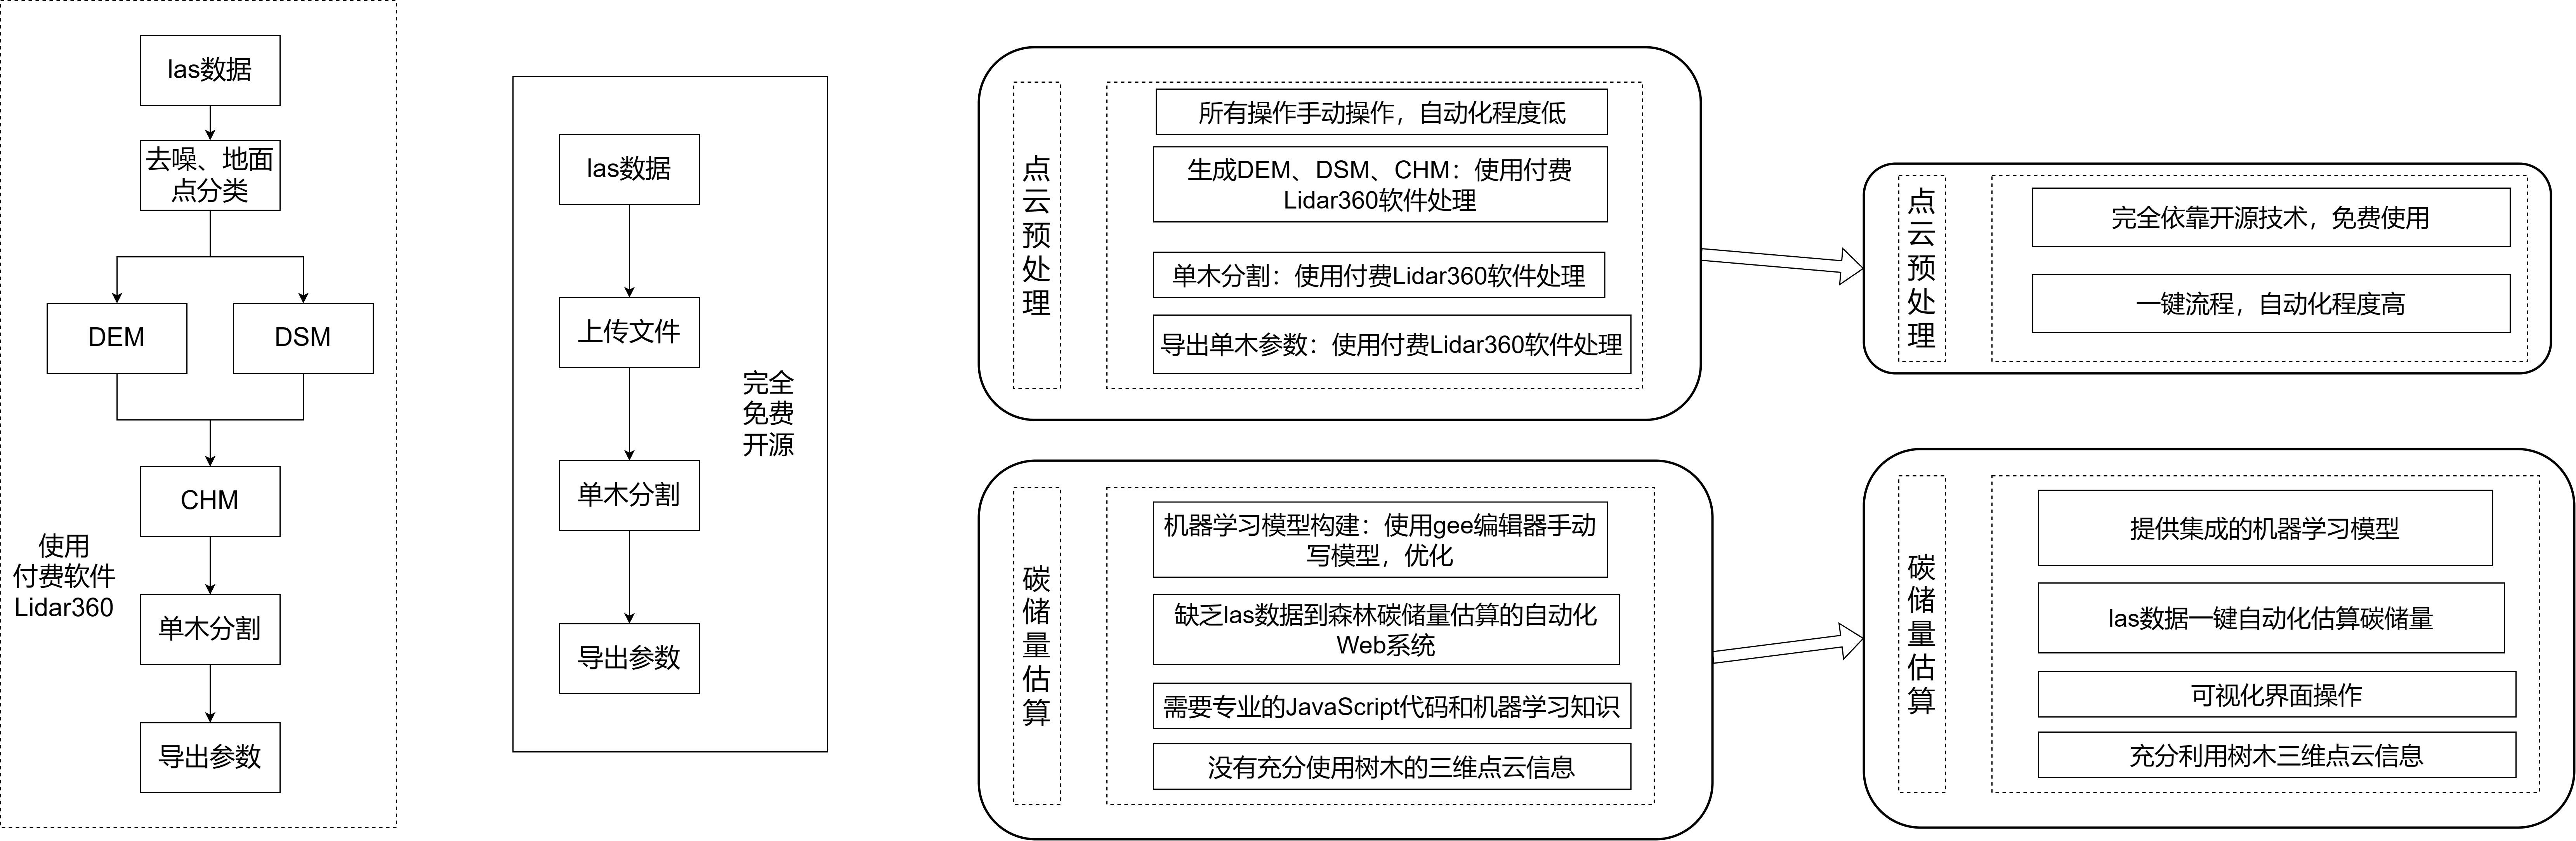 las数据
去噪、地面
点分类
DEM
DSM
CHM
使用
付费软件
Lidar360
单木分割
导出参数
las数据
上传文件
单木分割
导出参数
完全
免费
开源
点云预处理
所有操作手动操作，自动化程度低
生成DEM、DSM、CHM：使用付费
Lidar360软件处理
单木分割：使用付费Lidar360软件处理
导出单木参数：使用付费Lidar360软件处理
点云预处理
完全依靠开源技术，免费使用
一键流程，自动化程度高
碳储量估算
机器学习模型构建：使用gee编辑器手动
写模型，优化
缺乏las数据到森林碳储量估算的自动化
Web系统
需要专业的JavaScript代码和机器学习知识
没有充分使用树木的三维点云信息
碳储量估算
提供集成的机器学习模型
las数据一键自动化估算碳储量
可视化界面操作
充分利用树木三维点云信息